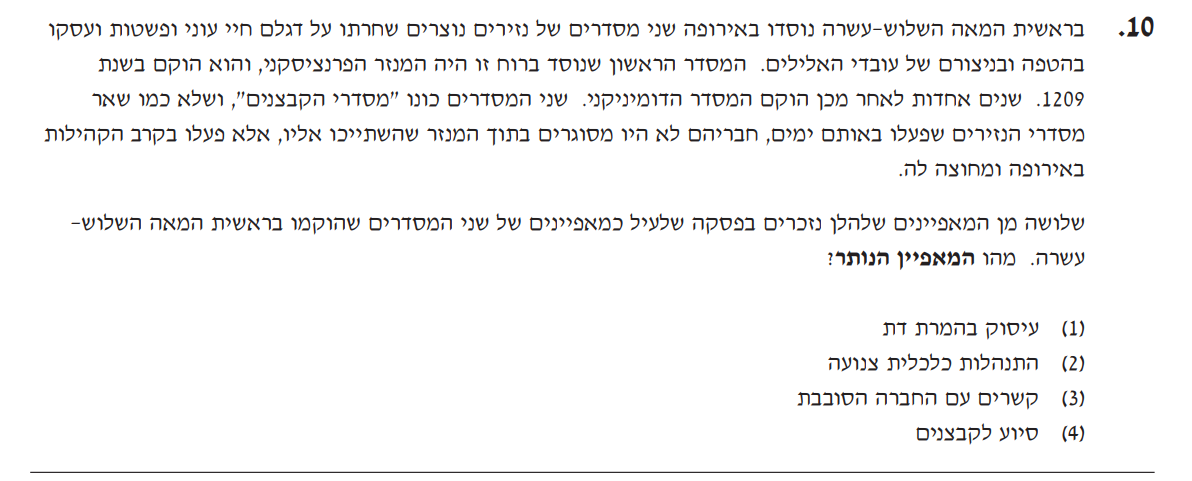 10. בראשית המאה השלוש-עשרה נוסדו באירופה שני מסדרים של נזירים נוצרים שחרתו על דגלם חיי עוני ופשטות ועסקו
בהטפה ובניצורם של עובדי האלילים. המסדר הראשון שנוסד ברוח זו היה המנזר הפרנציסקני, והוא הוקם בשנת
1209. שנים אחדות לאחר מכן הוקם המסדר הדומיניקני. שני המסדרים כונו "מסדרי הקבצנים", ושלא כמו שאר
מסדרי הנזירים שפעלו באותם ימים, חבריהם לא היו מסוגרים בתוך המנזר שהשתייכו אליו, אלא פעלו בקרב הקהילות
באירופה ומחוצה לה.
שלושה מן המאפיינים שלהלן נזכרים בפסקה שלעיל כמאפיינים של שני המסדרים שהוקמו בראשית המאה השלוש-
עשרה. מהו המאפיין הנותר?
(1) עיסוק בהמרת דת
(2) התנהלות כלכלית צנועה
(3) קשרים עם החברה הסובבת
(4) סיוע לקבצנים